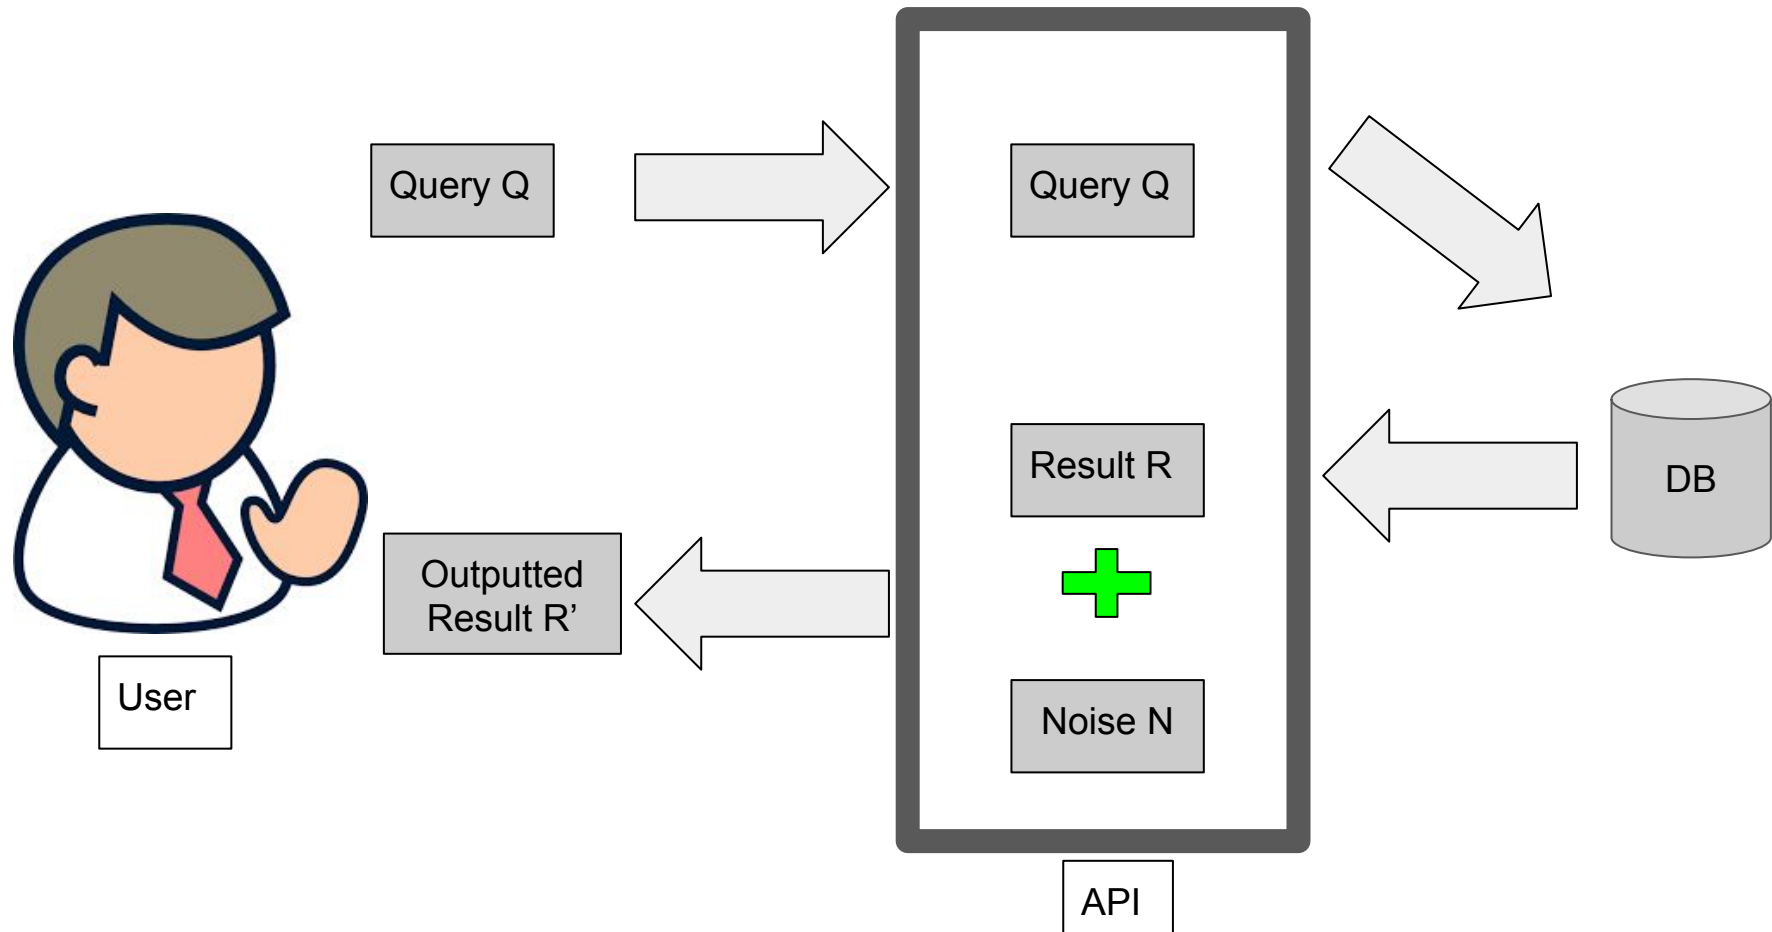 Query Q
Query Q
Result R
DB
Outputted
Result R’
Noise N
User
API